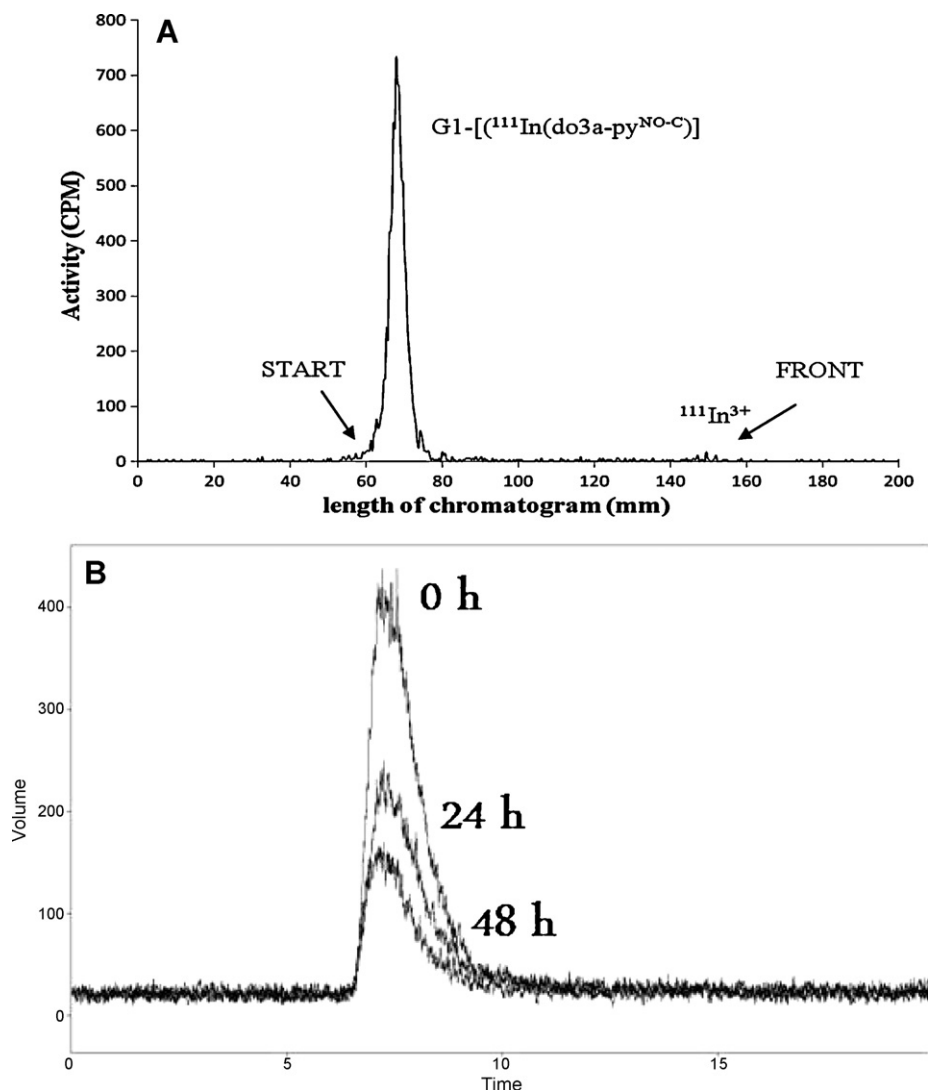 A
800
700
600
500
400
300
200
100
0
Activity (CPM)
G1-[(¹¹¹In(do3a-pyᴺᴼ⁻ᶜ)]
START
FRONT
¹¹¹In³⁺
0 20 40 60 80 100 120 140 160 180 200
length of chromatogram (mm)
B
400
300
200
100
0
Volume
0 h
24 h
48 h
0 5 10 15
Time